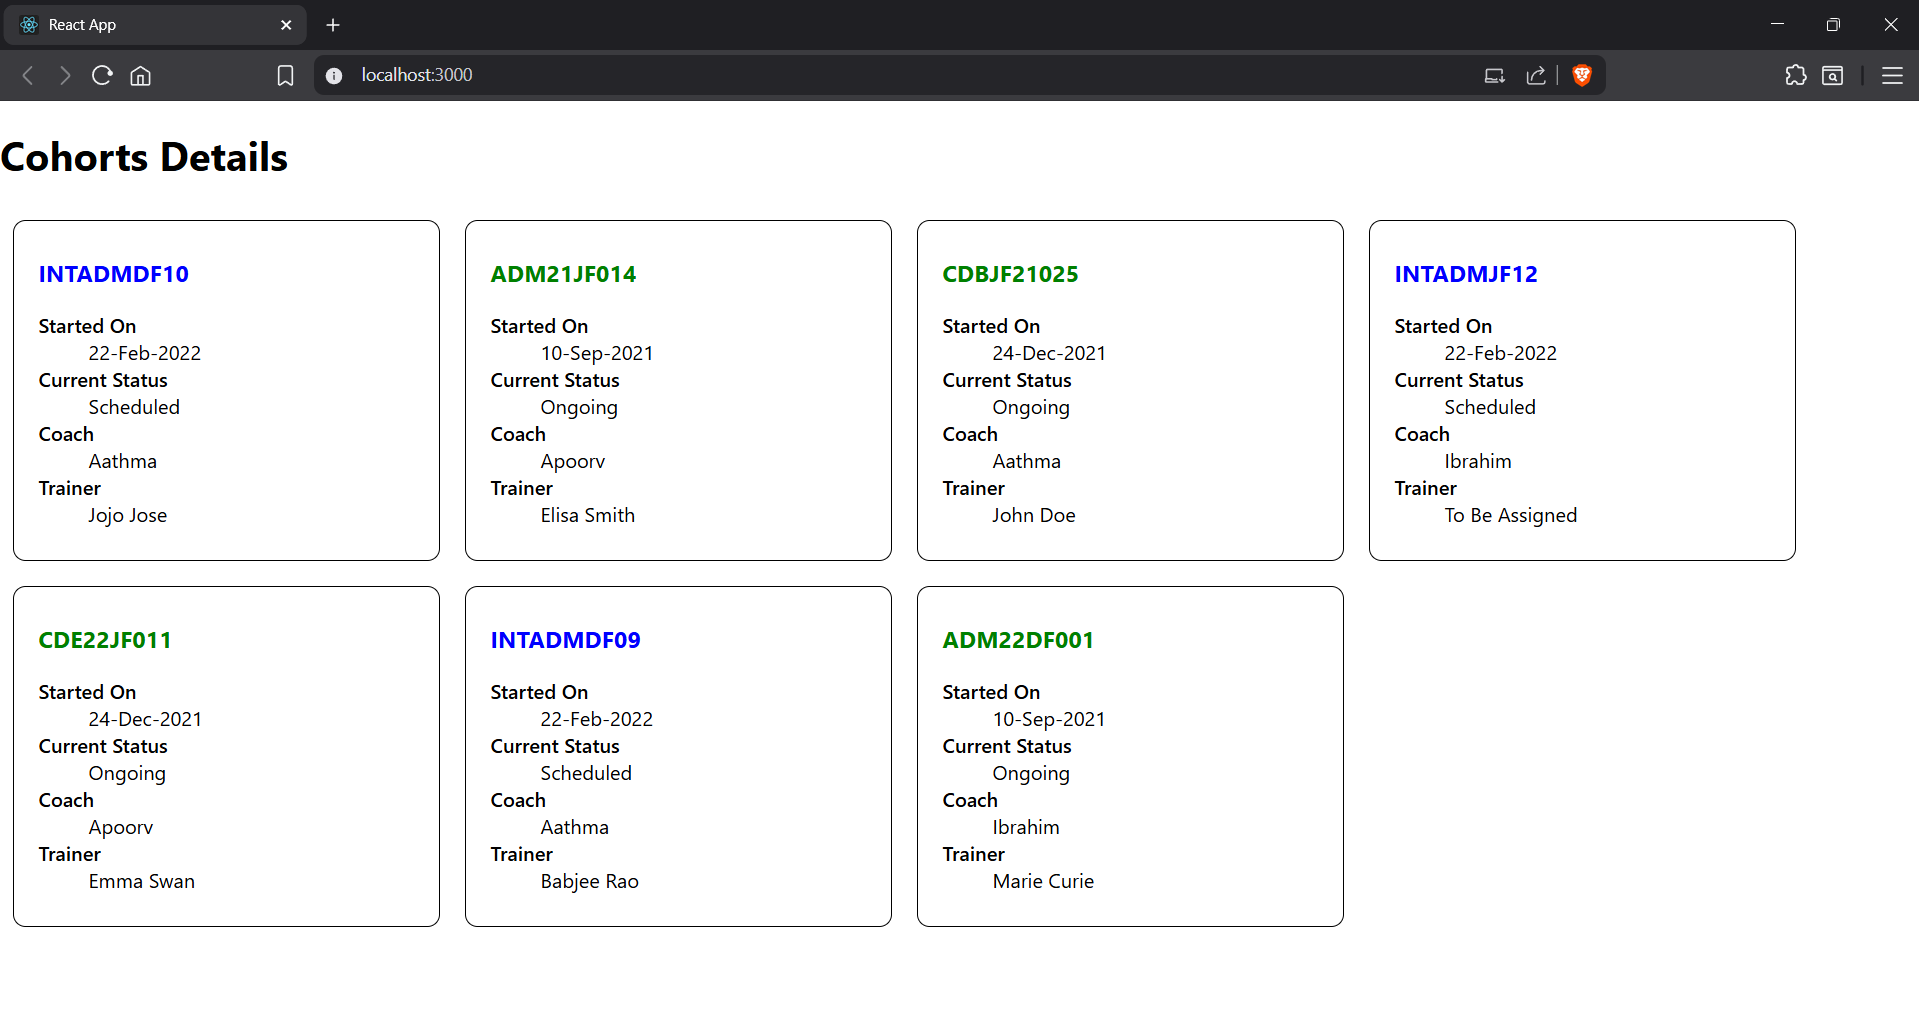 React App
localhost:3000
Cohorts Details
INTADMDF10
Started On
22-Feb-2022
Current Status
Scheduled
Coach
Aathma
Trainer
Jojo Jose
ADM21JF014
Started On
10-Sep-2021
Current Status
Ongoing
Coach
Apoorv
Trainer
Elisa Smith
CDBJF21025
Started On
24-Dec-2021
Current Status
Ongoing
Coach
Aathma
Trainer
John Doe
INTADMJF12
Started On
22-Feb-2022
Current Status
Scheduled
Coach
Ibrahim
Trainer
To Be Assigned
CDE22JF011
Started On
24-Dec-2021
Current Status
Ongoing
Coach
Apoorv
Trainer
Emma Swan
INTADMDF09
Started On
22-Feb-2022
Current Status
Scheduled
Coach
Aathma
Trainer
Babjee Rao
ADM22DF001
Started On
10-Sep-2021
Current Status
Ongoing
Coach
Ibrahim
Trainer
Marie Curie